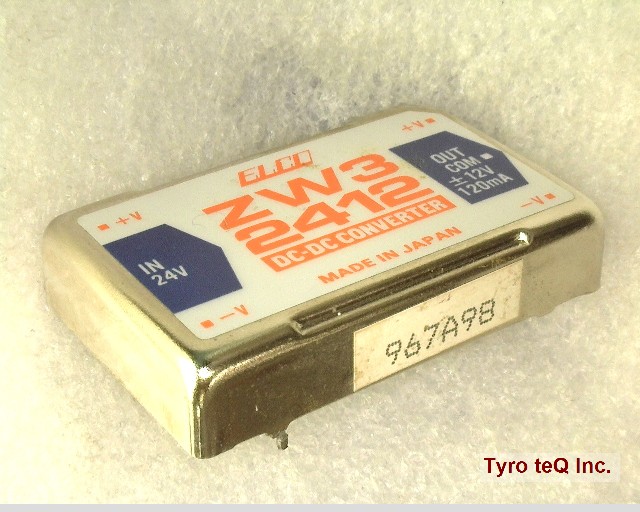 ELCO
ZW3
2412
DC-DC CONVERTER
MADE IN JAPAN
+V
IN
24V
-V
+V
OUT
COM
±12V
120mA
-V
967A98
Tyro teQ Inc.